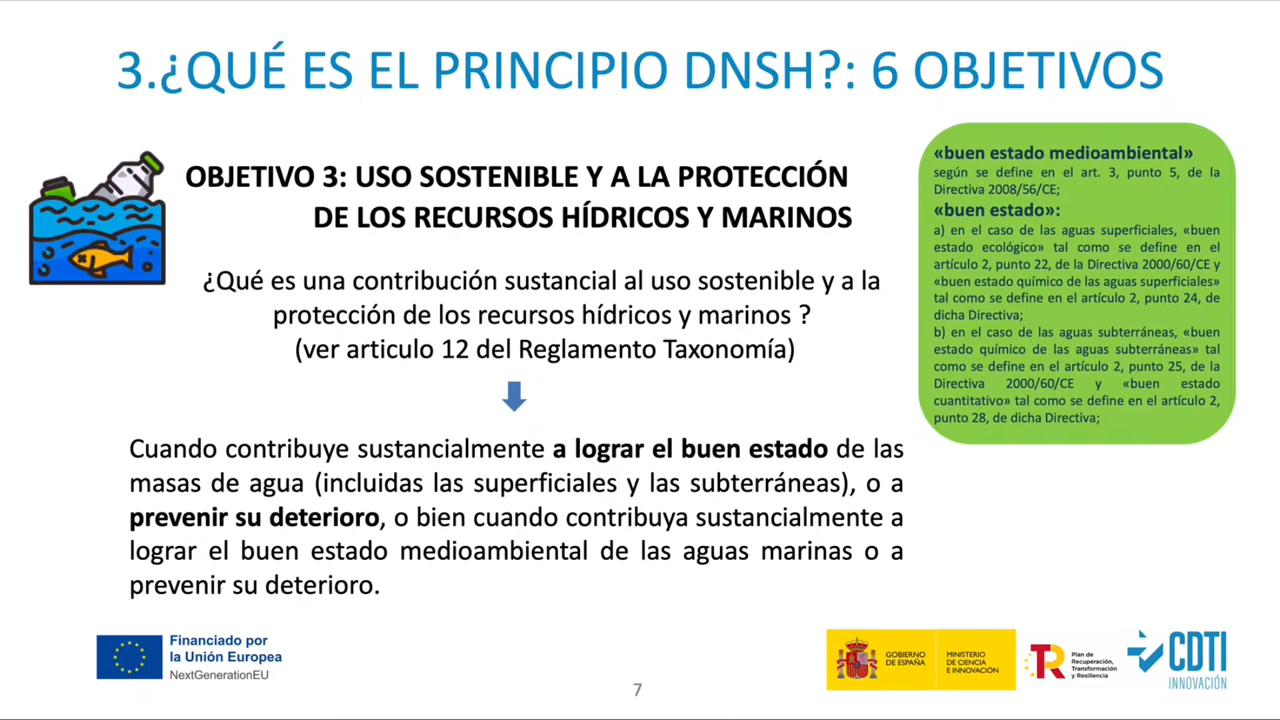 3.¿QUÉ ES EL PRINCIPIO DNSH?: 6 OBJETIVOS
OBJETIVO 3: USO SOSTENIBLE Y A LA PROTECCIÓN
DE LOS RECURSOS HÍDRICOS Y MARINOS
¿Qué es una contribución sustancial al uso sostenible y a la
protección de los recursos hídricos y marinos ?
(ver articulo 12 del Reglamento Taxonomía)
Cuando contribuye sustancialmente a lograr el buen estado de las
masas de agua (incluidas las superficiales y las subterráneas), o a
prevenir su deterioro, o bien cuando contribuya sustancialmente a
lograr el buen estado medioambiental de las aguas marinas o a
prevenir su deterioro.
«buen estado medioambiental»
según se define en el art. 3, punto 5, de la
Directiva 2008/56/CE;
«buen estado»:
a) en el caso de las aguas superficiales, «buen
estado ecológico» tal como se define en el
artículo 2, punto 22, de la Directiva 2000/60/CE y
«buen estado químico de las aguas superficiales»
tal como se define en el artículo 2, punto 24, de
dicha Directiva;
b) en el caso de las aguas subterráneas, «buen
estado químico de las aguas subterráneas» tal
como se define en el artículo 2, punto 25, de la
Directiva 2000/60/CE y «buen estado
cuantitativo» tal como se define en el artículo 2,
punto 28, de dicha Directiva;
Financiado por
la Unión Europea
NextGenerationEU
7
GOBIERNO
DE ESPAÑA
MINISTERIO
DE CIENCIA
E INNOVACIÓN
TR
Plan de
Recuperación,
Transformación
y Resiliencia
CDTI
INNOVACIÓN